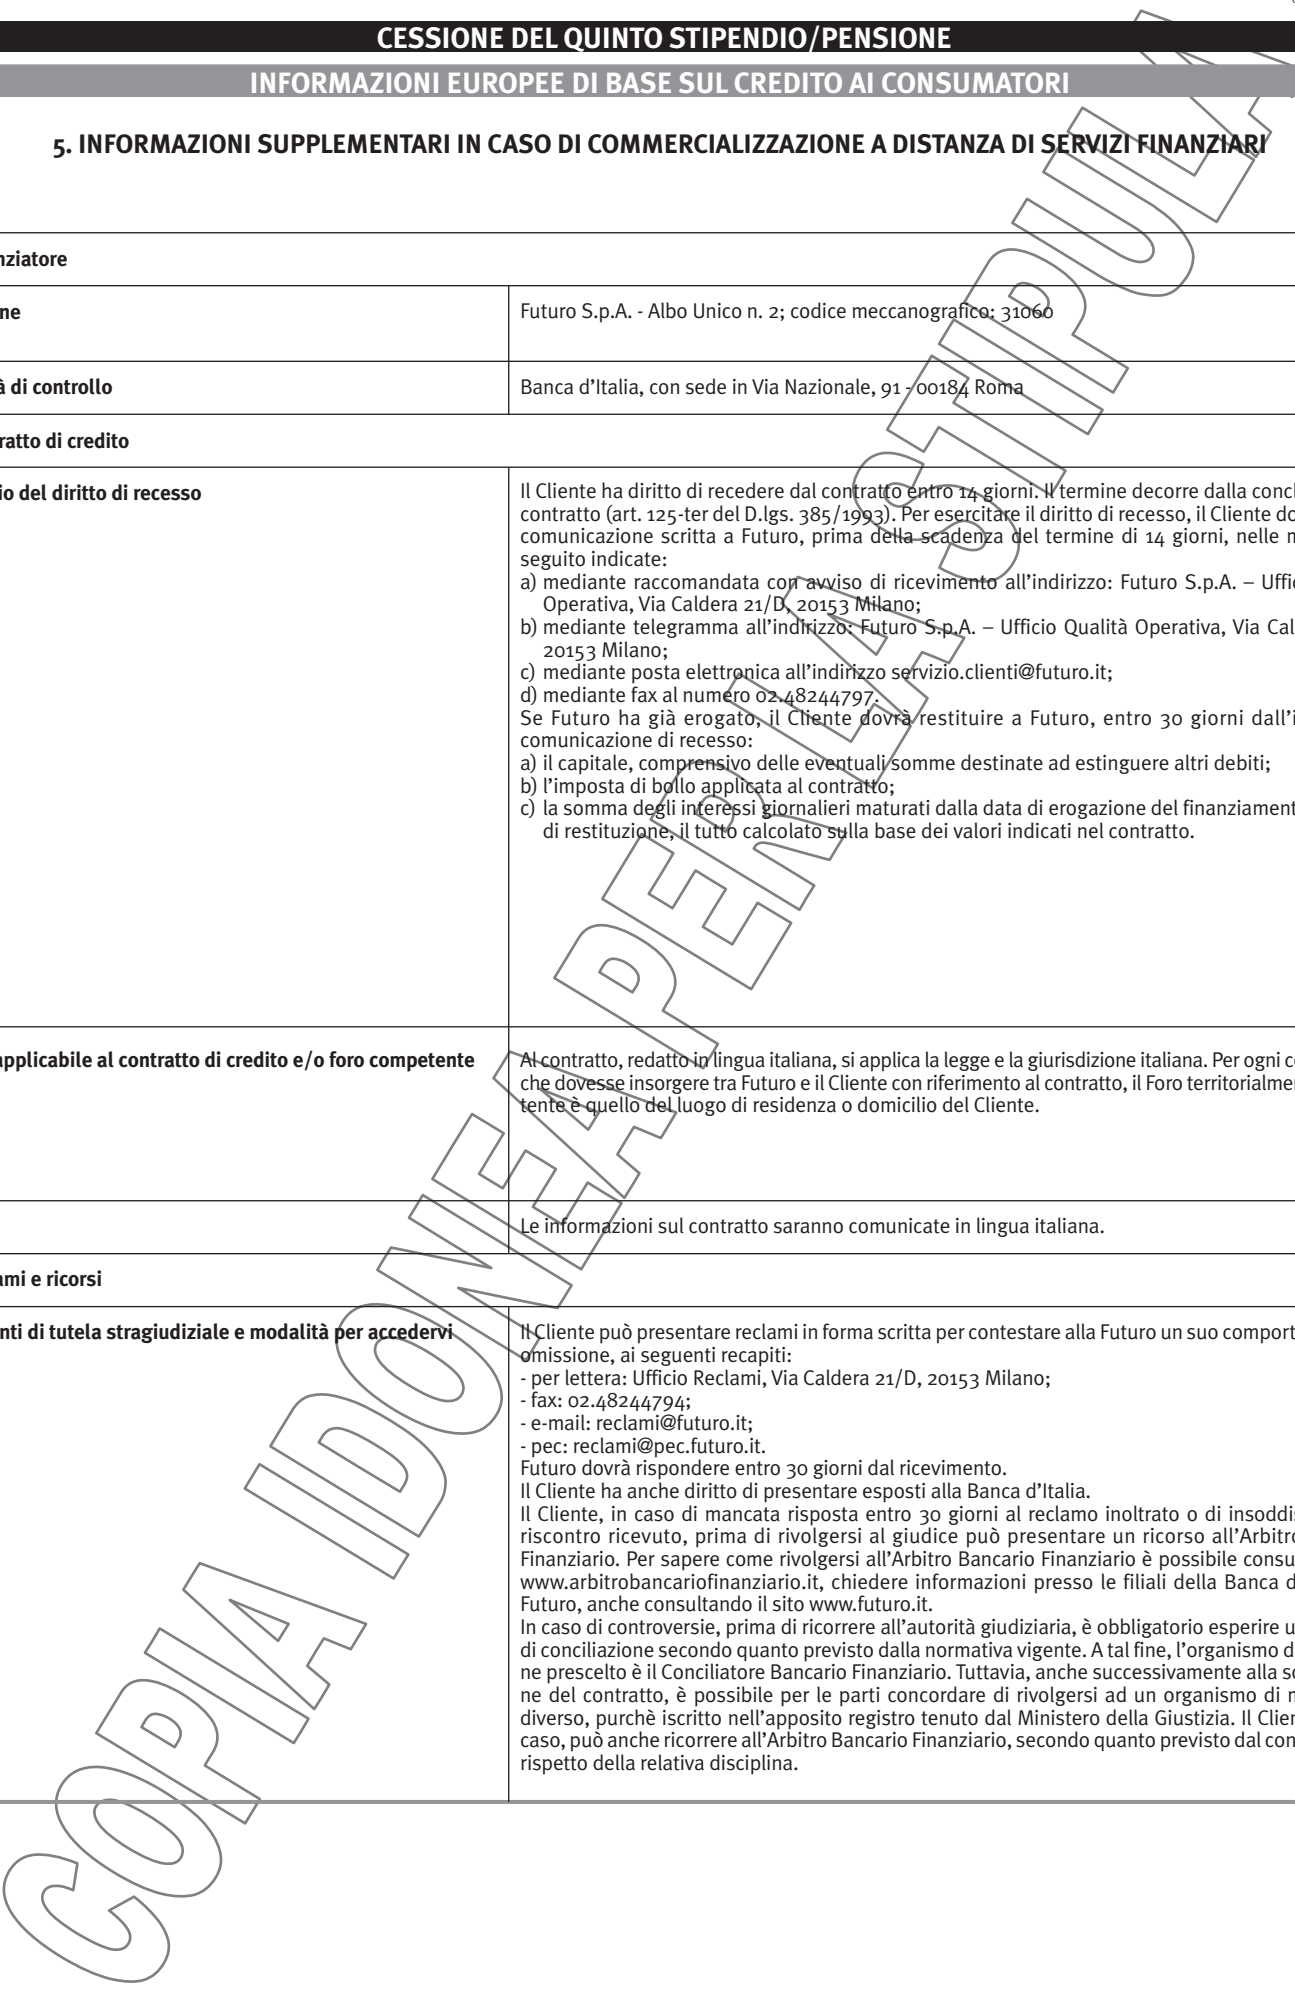 CESSIONE DEL QUINTO STIPENDIO/PENSIONE
INFORMAZIONI EUROPEE DI BASE SUL CREDITO AI CONSUMATORI
5. INFORMAZIONI SUPPLEMENTARI IN CASO DI COMMERCIALIZZAZIONE A DISTANZA DI SERVIZI FINANZIARI
nziatore
ne
Futuro S.p.A. - Albo Unico n. 2; codice meccanografico: 31060
à di controllo
Banca d'Italia, con sede in Via Nazionale, 91 - 00184 Roma
ratto di credito
io del diritto di recesso
Il Cliente ha diritto di recedere dal contratto entro 14 giorni. Il termine decorre dalla concl
contratto (art. 125-ter del D.lgs. 385/1993). Per esercitare il diritto di recesso, il Cliente do
comunicazione scritta a Futuro, prima della scadenza del termine di 14 giorni, nelle m
seguito indicate:
a) mediante raccomandata con avviso di ricevimento all'indirizzo: Futuro S.p.A. – Uffi
Operativa, Via Caldera 21/D, 20153 Milano;
b) mediante telegramma all'indirizzo: Futuro S.p.A. – Ufficio Qualità Operativa, Via Cal
20153 Milano;
c) mediante posta elettronica all'indirizzo servizio.clienti@futuro.it;
d) mediante fax al numero 02.48244797.
Se Futuro ha già erogato, il Cliente dovrà restituire a Futuro, entro 30 giorni dall'i
comunicazione di recesso:
a) il capitale, comprensivo delle eventuali somme destinate ad estinguere altri debiti;
b) l'imposta di bollo applicata al contratto;
c) la somma degli interessi giornalieri maturati dalla data di erogazione del finanziament
di restituzione, il tutto calcolato sulla base dei valori indicati nel contratto.
applicabile al contratto di credito e/o foro competente
Al contratto, redatto in lingua italiana, si applica la legge e la giurisdizione italiana. Per ogni c
che dovesse insorgere tra Futuro e il Cliente con riferimento al contratto, il Foro territorialme
tente è quello del luogo di residenza o domicilio del Cliente.
Le informazioni sul contratto saranno comunicate in lingua italiana.
ami e ricorsi
nti di tutela stragiudiziale e modalità per accedervi
Il Cliente può presentare reclami in forma scritta per contestare alla Futuro un suo comport
omissione, ai seguenti recapiti:
- per lettera: Ufficio Reclami, Via Caldera 21/D, 20153 Milano;
- fax: 02.48244794;
- e-mail: reclami@futuro.it;
- pec: reclami@pec.futuro.it.
Futuro dovrà rispondere entro 30 giorni dal ricevimento.
Il Cliente ha anche diritto di presentare esposti alla Banca d'Italia.
Il Cliente, in caso di mancata risposta entro 30 giorni al reclamo inoltrato o di insoddi
riscontro ricevuto, prima di rivolgersi al giudice può presentare un ricorso all'Arbitro
Finanziario. Per sapere come rivolgersi all'Arbitro Bancario Finanziario è possibile consu
www.arbitrobancariofinanziario.it, chiedere informazioni presso le filiali della Banca d
Futuro, anche consultando il sito www.futuro.it.
In caso di controversie, prima di ricorrere all'autorità giudiziaria, è obbligatorio esperire u
di conciliazione secondo quanto previsto dalla normativa vigente. A tal fine, l'organismo d
ne prescelto è il Conciliatore Bancario Finanziario. Tuttavia, anche successivamente alla so
ne del contratto, è possibile per le parti concordare di rivolgersi ad un organismo di m
diverso, purchè iscritto nell'apposito registro tenuto dal Ministero della Giustizia. Il Clien
caso, può anche ricorrere all'Arbitro Bancario Finanziario, secondo quanto previsto dal con
rispetto della relativa disciplina.
COPIA IDONEA PER LA STIPULA